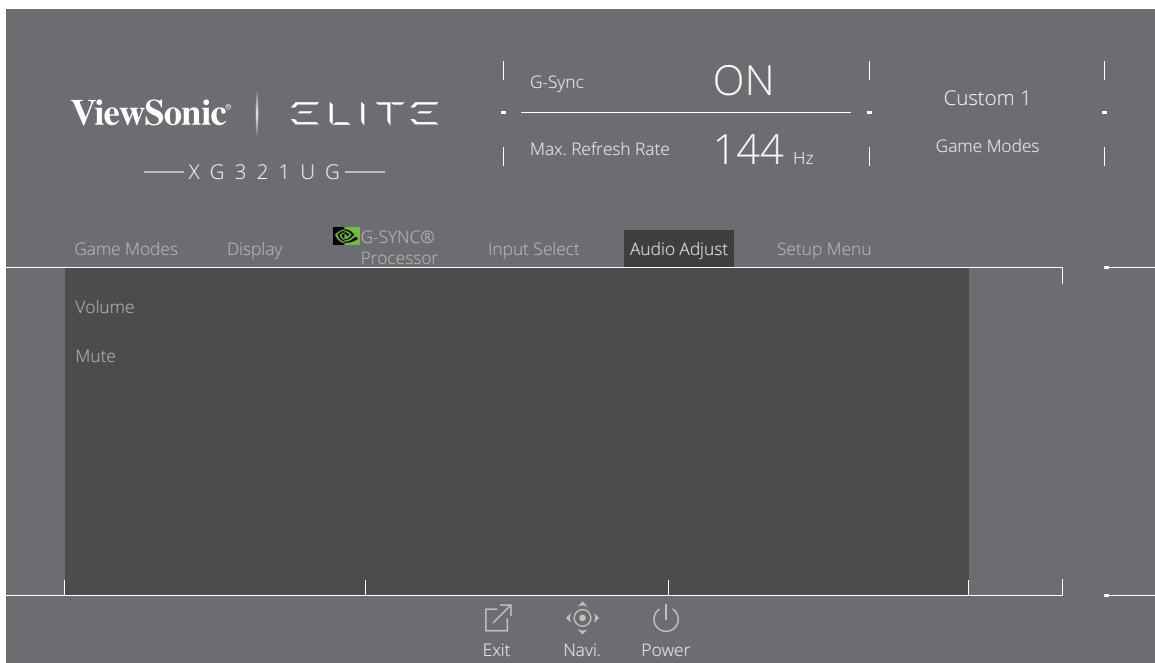 ViewSonic® ELITE
XG321UG
G-Sync ON
Max. Refresh Rate 144 Hz
Custom 1
Game Modes
Game Modes Display G-SYNC® Processor Input Select Audio Adjust Setup Menu
Volume
Mute
Exit Navi. Power